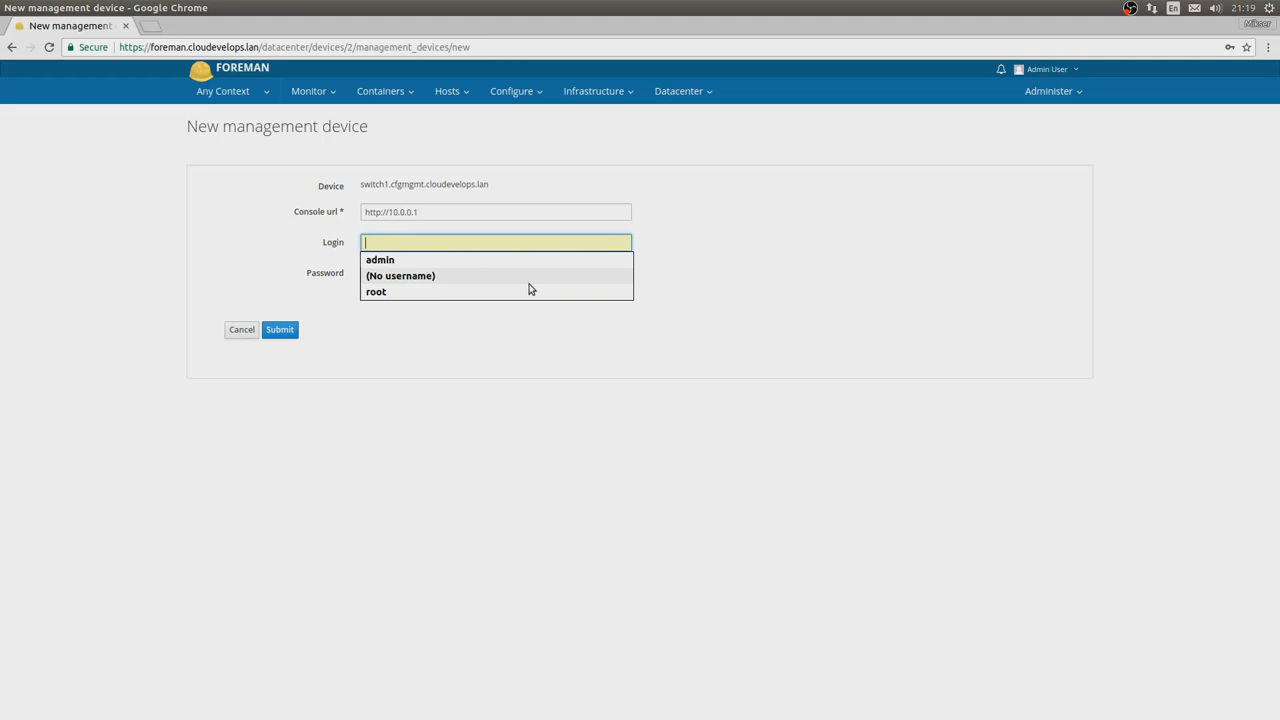 New management device - Google Chrome
En
21:19
New management
Mikser
Secure
https://foreman.cloudevelops.lan/datacenter/devices/2/management_devices/new
FOREMAN
Admin User
Any Context
Monitor
Containers
Hosts
Configure
Infrastructure
Datacenter
Administer
New management device
Device
switch1.cfgmgmt.cloudevelops.lan
Console url *
http://10.0.0.1
Login
admin
(No username)
root
Password
Cancel
Submit